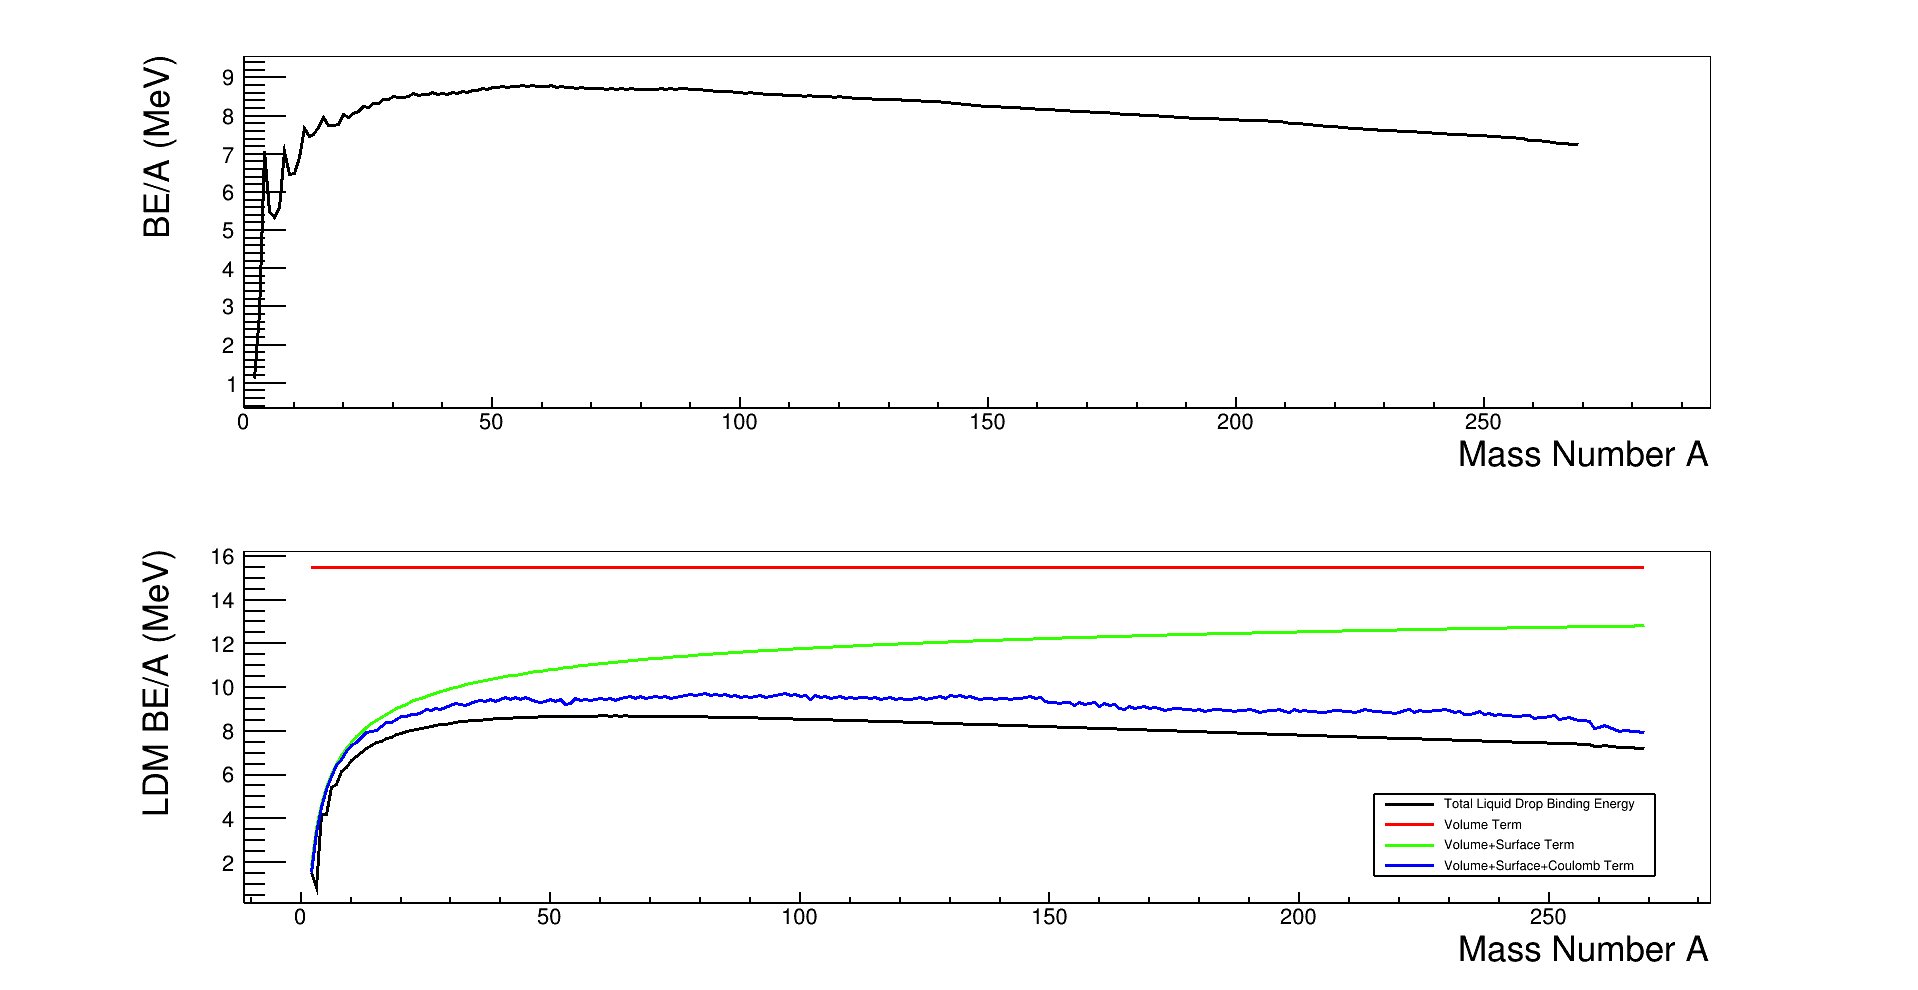 BE/A (MeV)
9
8
7
6
5
4
3
2
1
0 50 100 150 200 250
Mass Number A
LDM BE/A (MeV)
16
14
12
10
8
6
4
2
Total Liquid Drop Binding Energy
Volume Term
Volume+Surface Term
Volume+Surface+Coulomb Term
0 50 100 150 200 250
Mass Number A